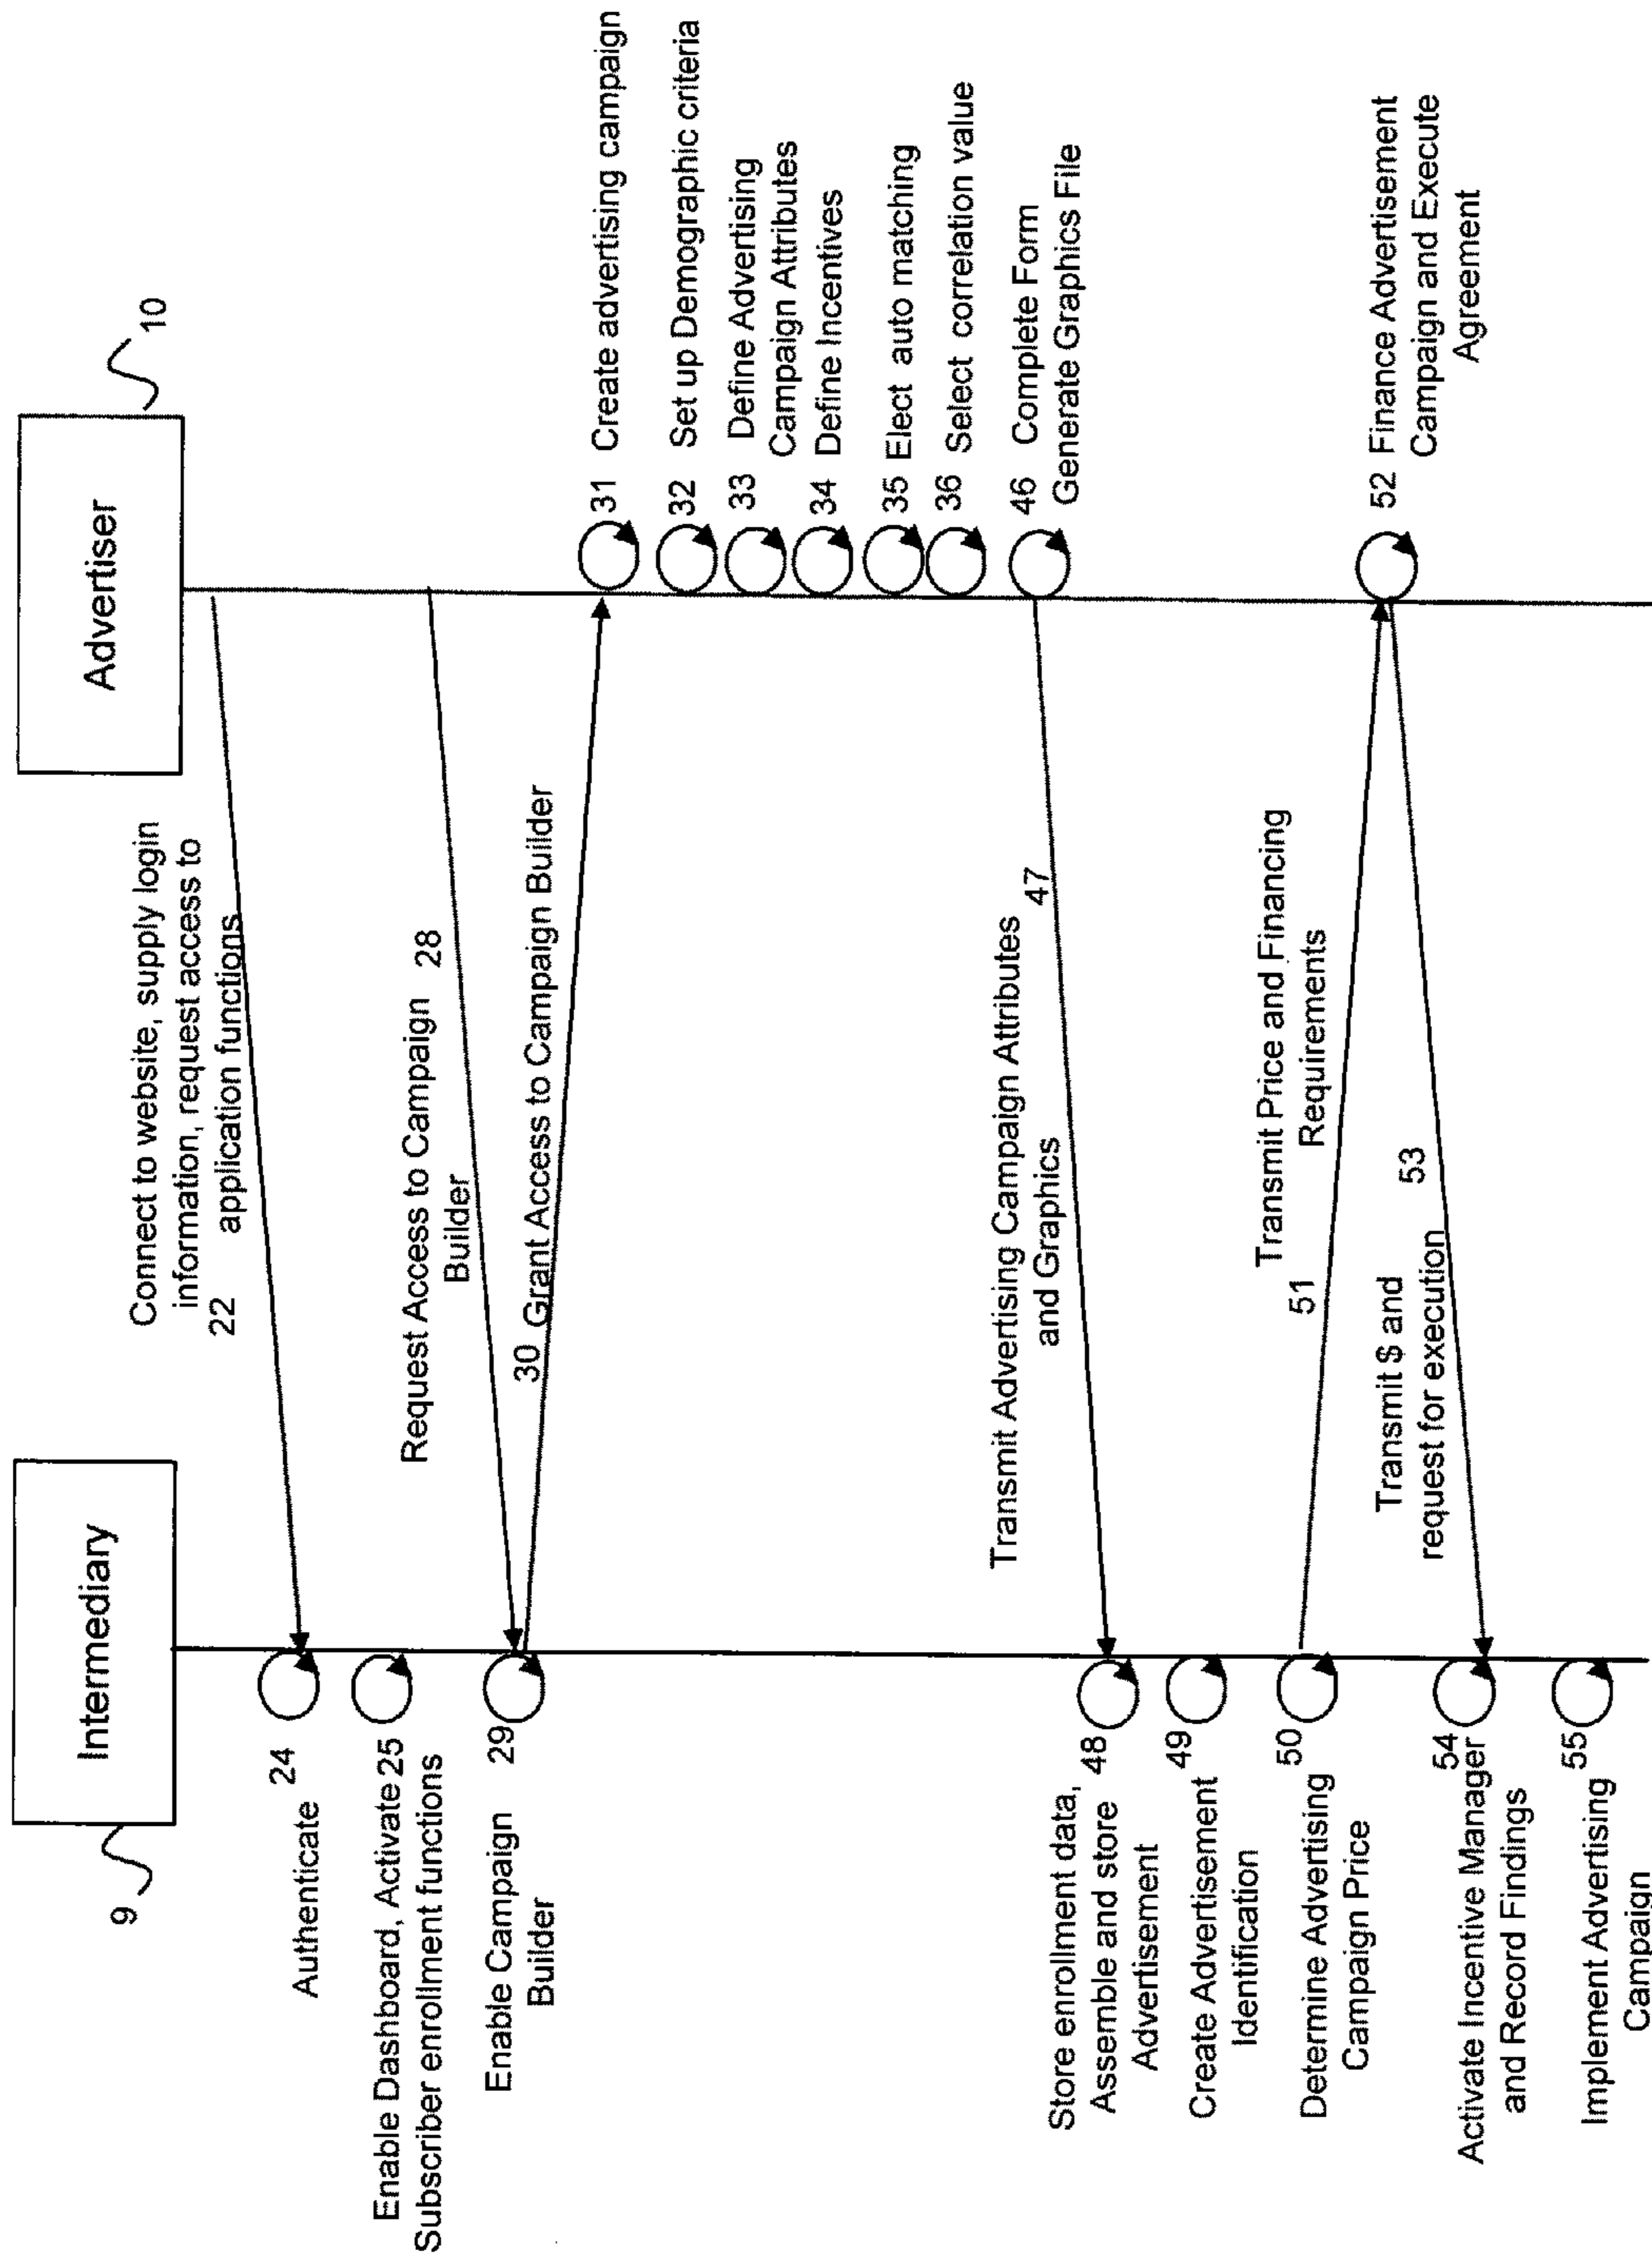 Intermediary
9
Advertiser
10
Connect to website, supply login
information, request access to
22 application functions
24
Authenticate
Enable Dashboard, Activate 25
Subscriber enrollment functions
Request Access to Campaign 28
Builder
29
Enable Campaign
Builder
30 Grant Access to Campaign Builder
31 Create advertising campaign
32 Set up Demographic criteria
33 Define Advertising
Campaign Attributes
34 Define Incentives
35 Elect auto matching
36 Select correlation value
46 Complete Form
Generate Graphics File
Transmit Advertising Campaign Attributes 47
and Graphics
Store enrollment data, 48
Assemble and store
Advertisement
49
Create Advertisement
Identification
50
Determine Advertising
Campaign Price
Transmit Price and Financing
51 Requirements
52 Finance Advertisement
Campaign and Execute
Agreement
Transmit $ and 53
request for execution
54
Activate Incentive Manager
and Record Findings
55
Implement Advertising
Campaign